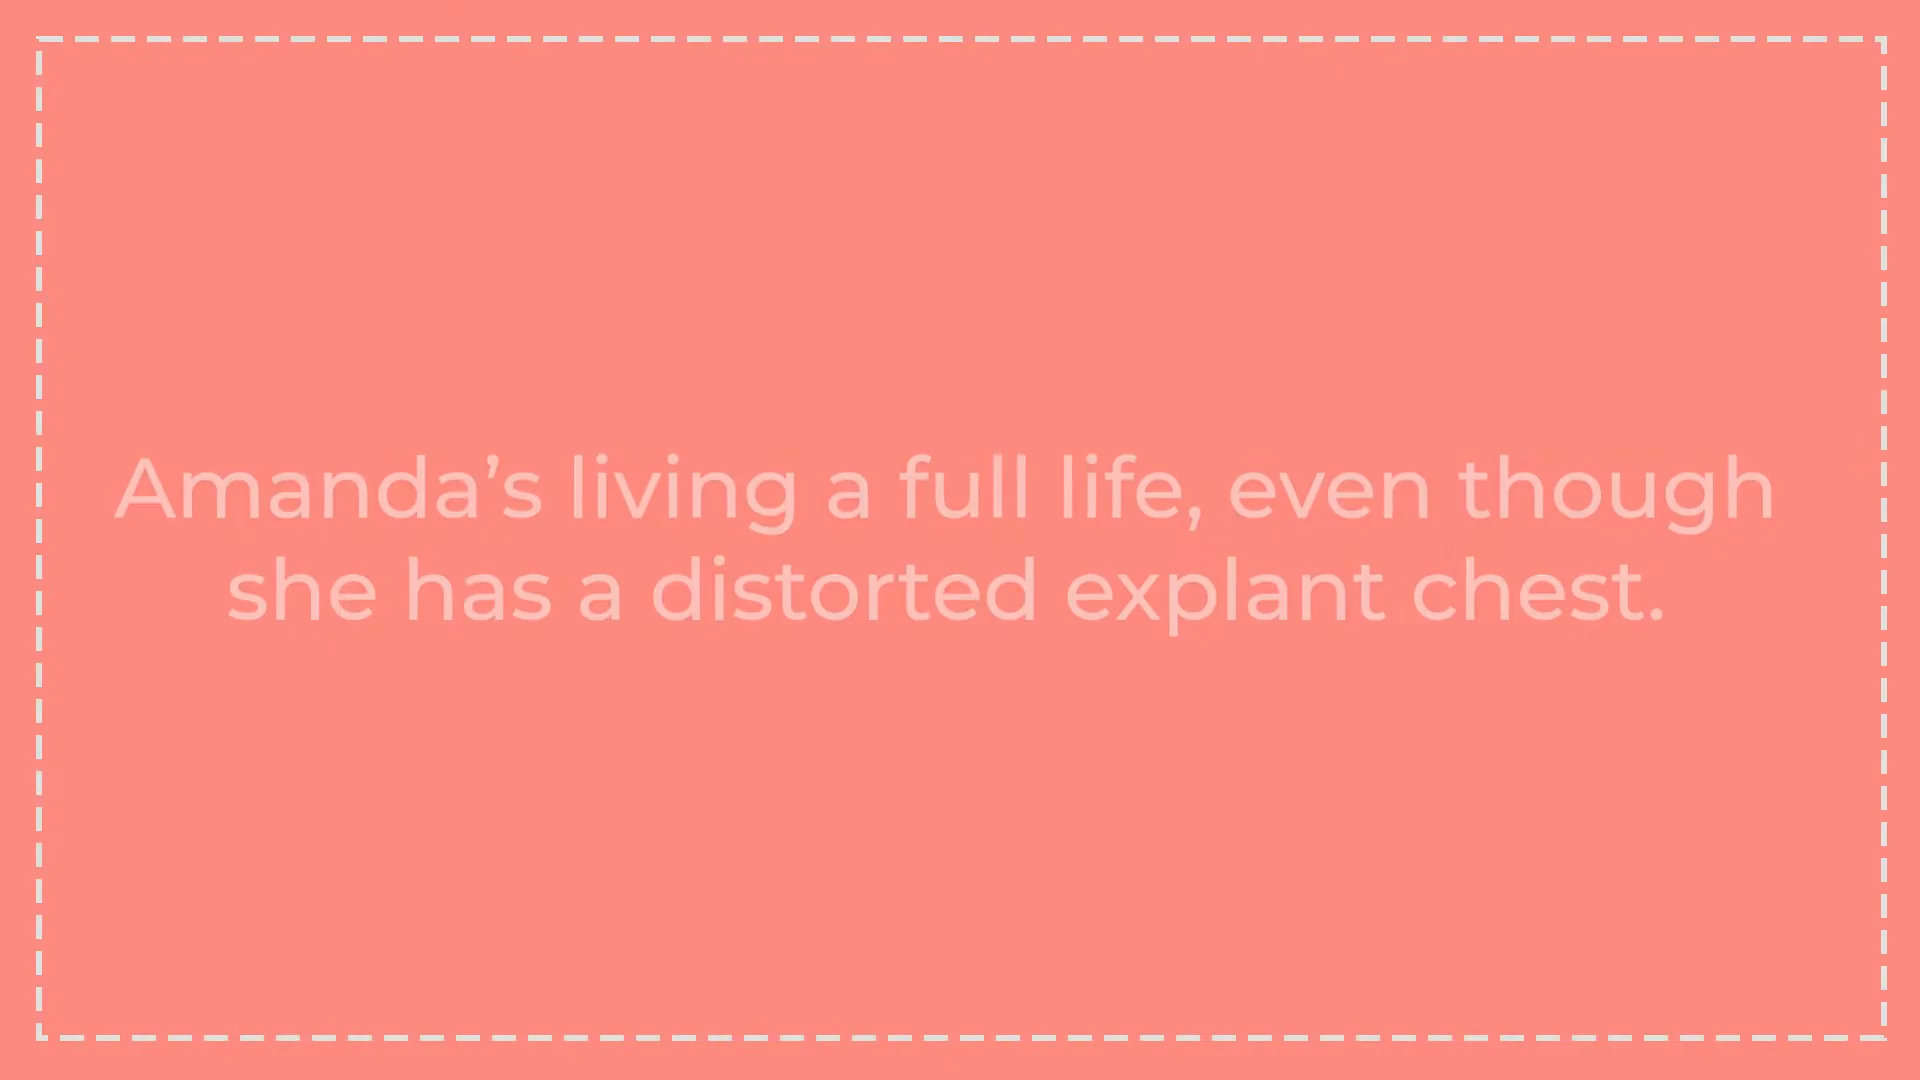 Amanda’s living a full life, even though
she has a distorted explant chest.